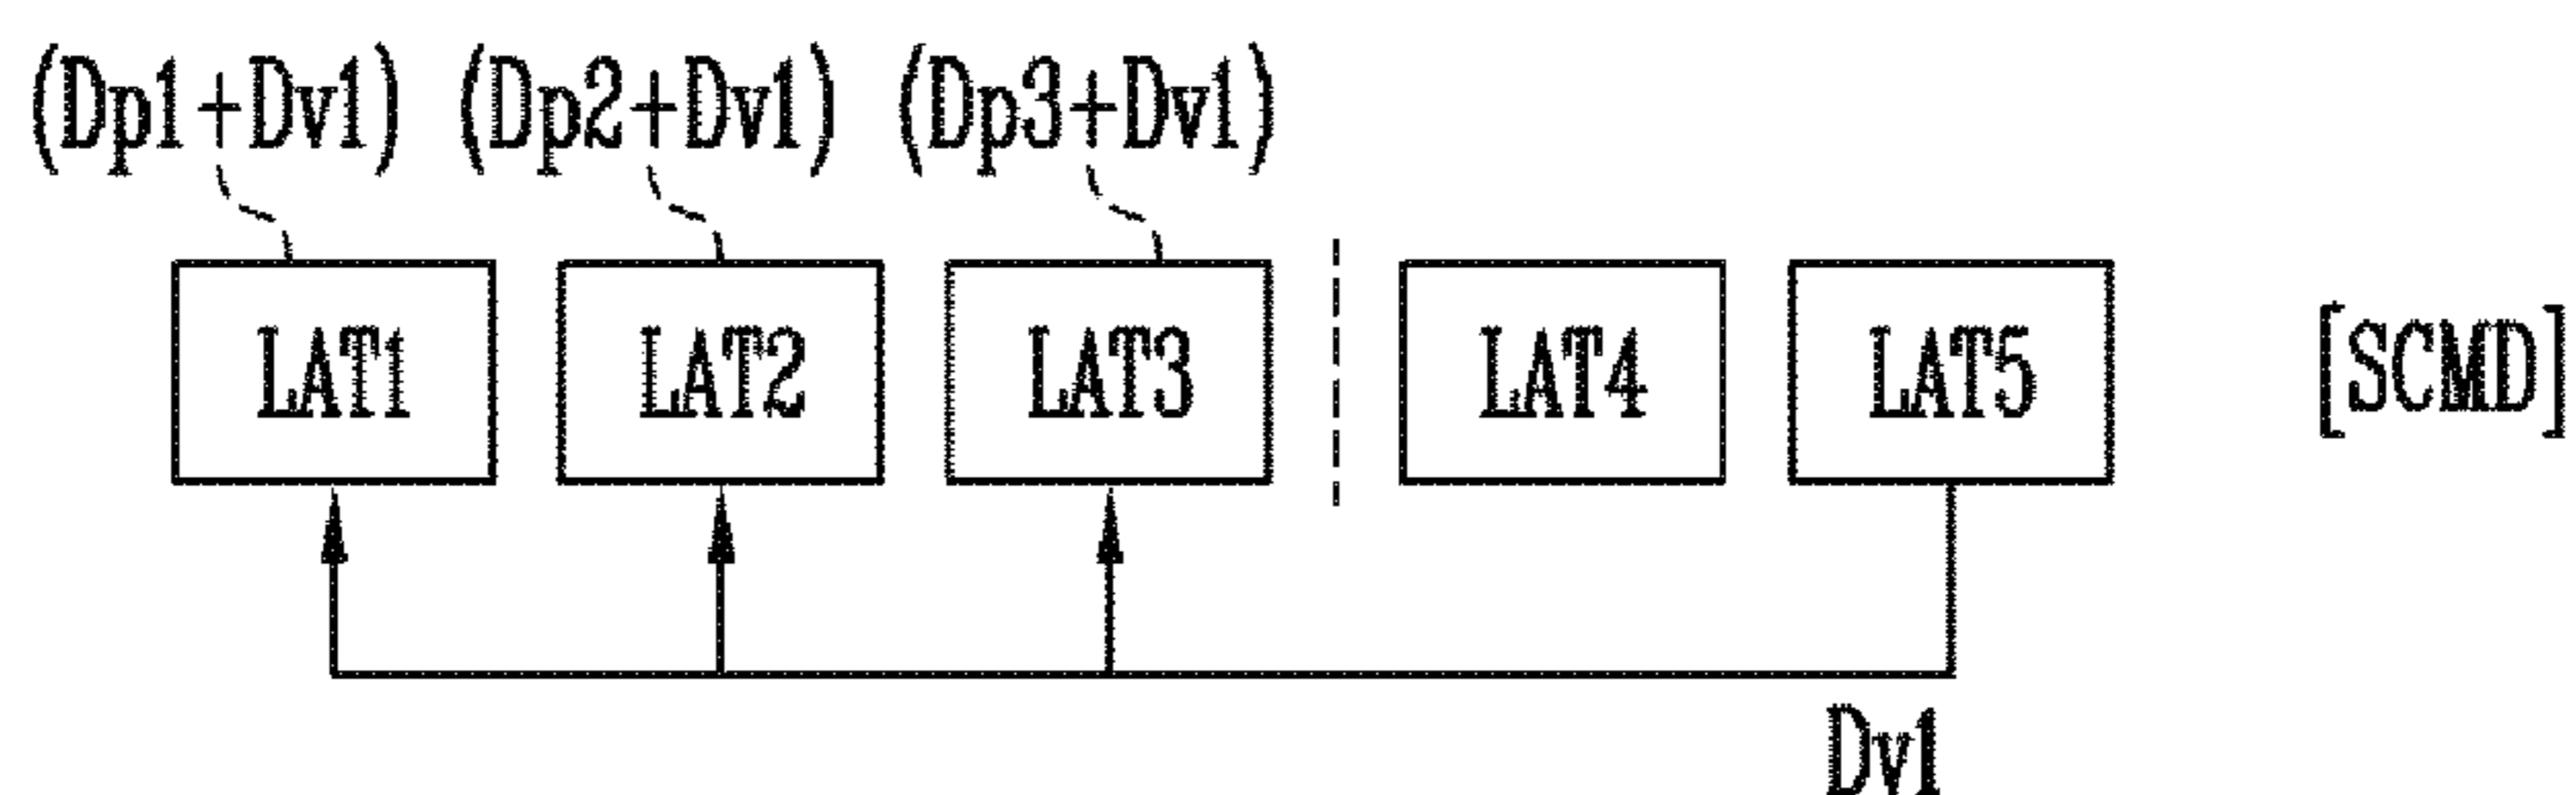 (Dp1+Dv1) (Dp2+Dv1) (Dp3+Dv1)
LAT1 LAT2 LAT3 LAT4 LAT5 [SCMD]
Dv1